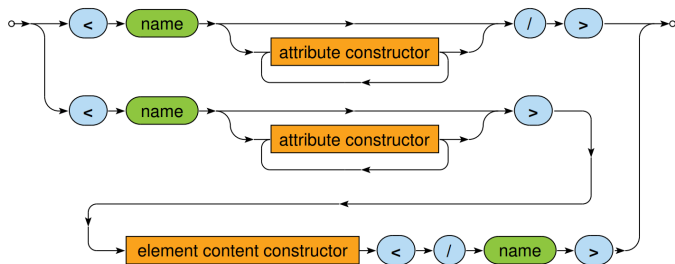 < name / >
attribute constructor
< name >
attribute constructor
element content constructor < / name >